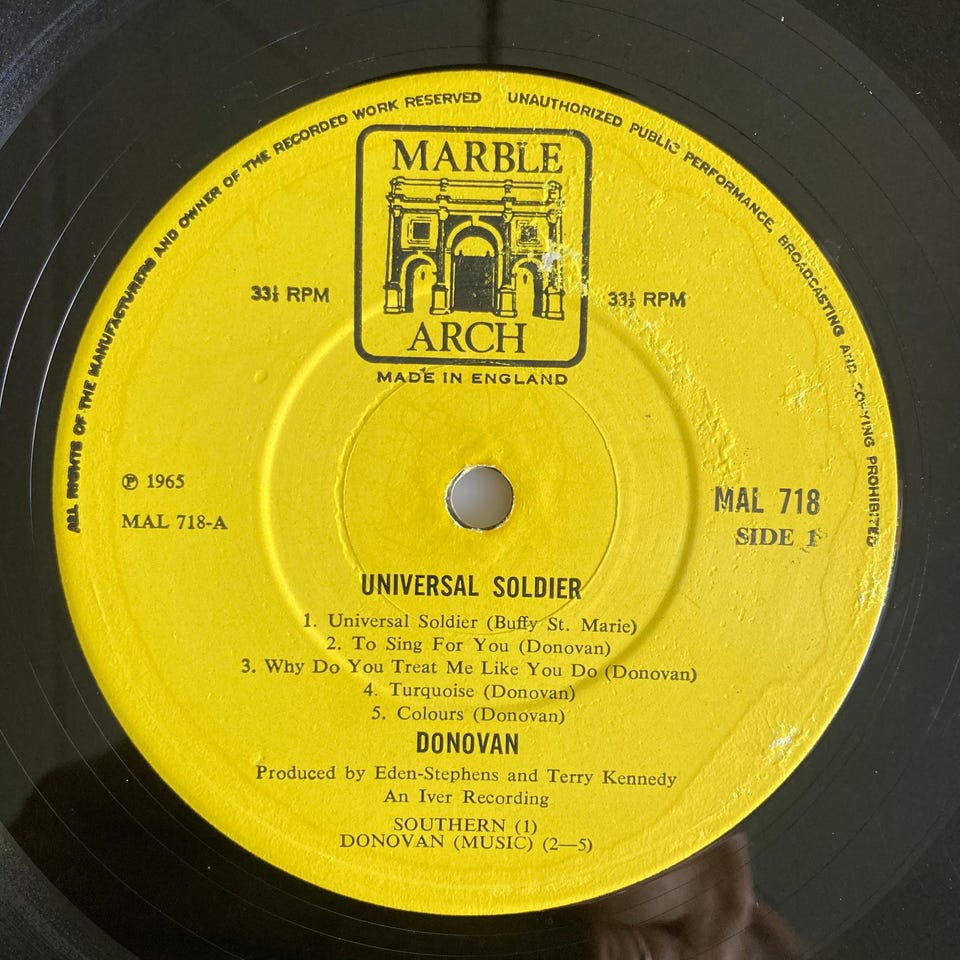 ALL RIGHTS OF THE MANUFACTURERS AND OWNER OF THE RECORDED WORK RESERVED UNAUTHORIZED PUBLIC PERFORMANCE, BROADCASTING AND COPYING PROHIBITED
MARBLE
ARCH
MADE IN ENGLAND
33⅓ RPM
33⅓ RPM
℗ 1965
MAL 718-A
MAL 718
SIDE 1
UNIVERSAL SOLDIER
1. Universal Soldier (Buffy St. Marie)
2. To Sing For You (Donovan)
3. Why Do You Treat Me Like You Do (Donovan)
4. Turquoise (Donovan)
5. Colours (Donovan)
DONOVAN
Produced by Eden-Stephens and Terry Kennedy
An Iver Recording
SOUTHERN (1)
DONOVAN (MUSIC) (2—5)